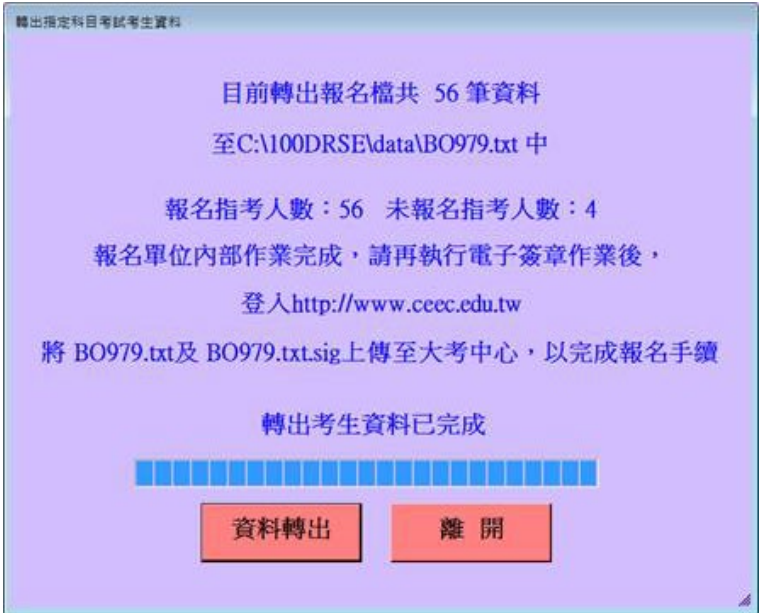 轉出指定科目考試考生資料
目前轉出報名檔共 56 筆資料
至C:\100DRSE\data\BO979.txt 中
報名指考人數：56 未報名指考人數：4
報名單位內部作業完成，請再執行電子簽章作業後，
登入http://www.ceec.edu.tw
將 BO979.txt及 BO979.txt.sig上傳至大考中心，以完成報名手續
轉出考生資料已完成
資料轉出
離 開